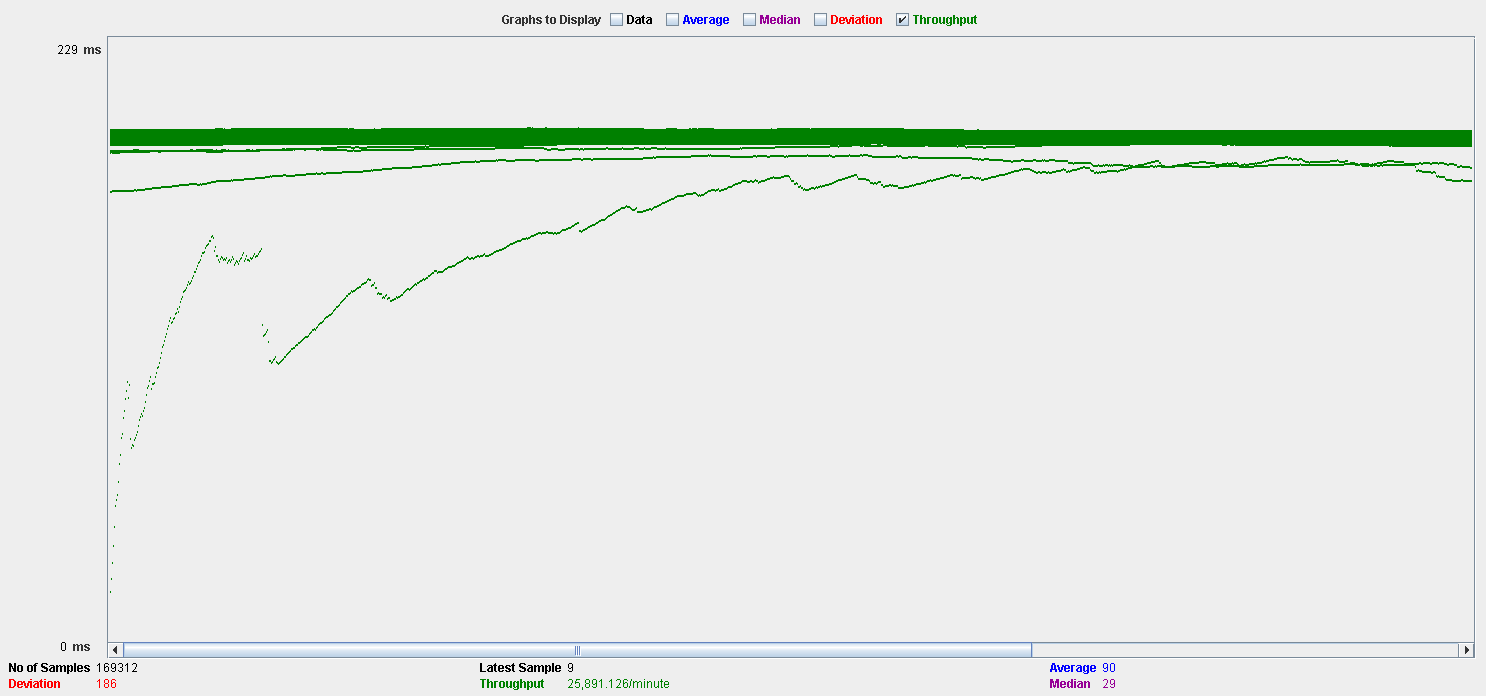 Graphs to Display Data Average Median Deviation Throughput
229 ms
0 ms
No of Samples 169312 Latest Sample 9 Average 90
Deviation 186 Throughput 25,891.126/minute Median 29